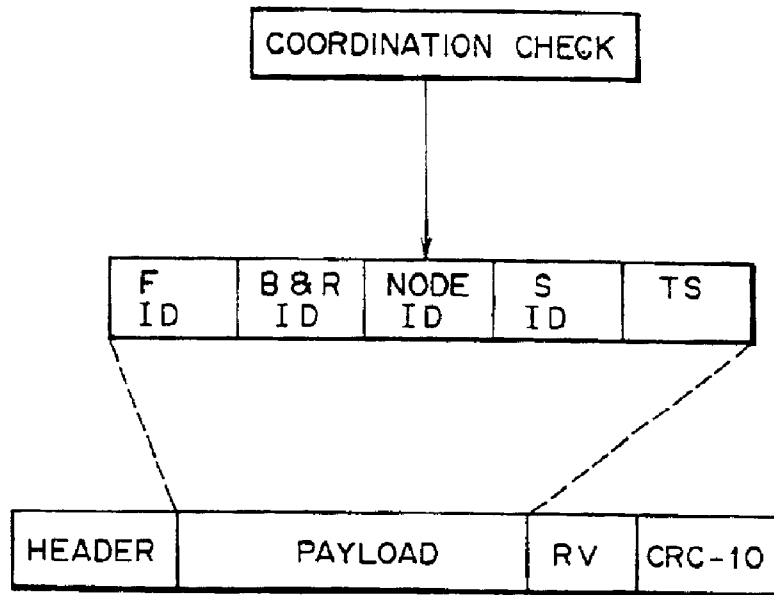 COORDINATION CHECK
F ID
B & R ID
NODE ID
S ID
TS
HEADER
PAYLOAD
RV
CRC-10